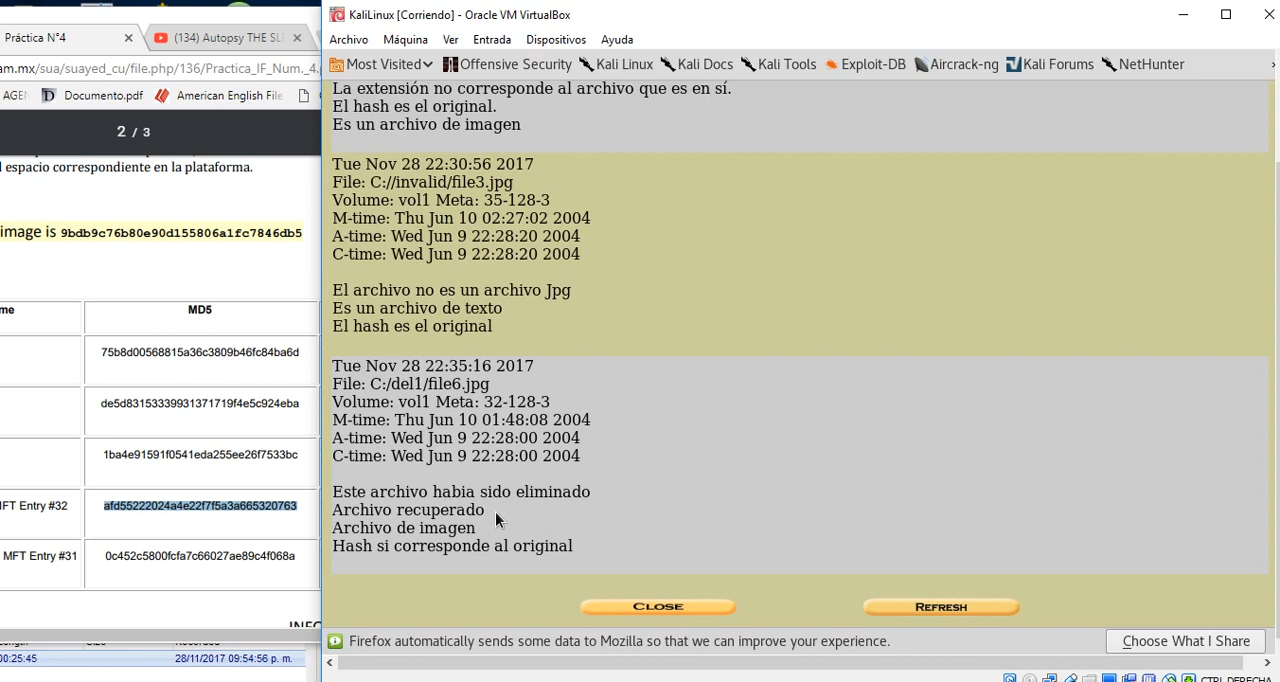 Práctica N°4
(134) Autopsy THE SLE
am.mx/sua/suayed_cu/file.php/136/Practica_IF_Num._4.
AGE
Documento.pdf
American English File
2 / 3
l espacio correspondiente en la plataforma.
image is 9bdb9c76b80e90d155806a1fc7846db5
me
MD5
75b8d00568815a36c3809b46fc84ba6d
de5d83153339931371719f4e5c924eba
1ba4e91591f0541eda255ee26f7533bc
IFT Entry #32
afd55222024a4e22f7f5a3a665320763
MFT Entry #31
0c452c5800fcfa7c66027ae89c4f068a
00:25:45
28/11/2017 09:54:56 p. m.
KaliLinux [Corriendo] - Oracle VM VirtualBox
Archivo Máquina Ver Entrada Dispositivos Ayuda
Most Visited Offensive Security Kali Linux Kali Docs Kali Tools Exploit-DB Aircrack-ng Kali Forums NetHunter
La extensión no corresponde al archivo que es en sí.
El hash es el original.
Es un archivo de imagen
Tue Nov 28 22:30:56 2017
File: C://invalid/file3.jpg
Volume: vol1 Meta: 35-128-3
M-time: Thu Jun 10 02:27:02 2004
A-time: Wed Jun 9 22:28:20 2004
C-time: Wed Jun 9 22:28:20 2004
El archivo no es un archivo Jpg
Es un archivo de texto
El hash es el original
Tue Nov 28 22:35:16 2017
File: C:/del1/file6.jpg
Volume: vol1 Meta: 32-128-3
M-time: Thu Jun 10 01:48:08 2004
A-time: Wed Jun 9 22:28:00 2004
C-time: Wed Jun 9 22:28:00 2004
Este archivo habia sido eliminado
Archivo recuperado
Archivo de imagen
Hash si corresponde al original
CLOSE
REFRESH
Firefox automatically sends some data to Mozilla so that we can improve your experience.
Choose What I Share
CTRL DERECHA